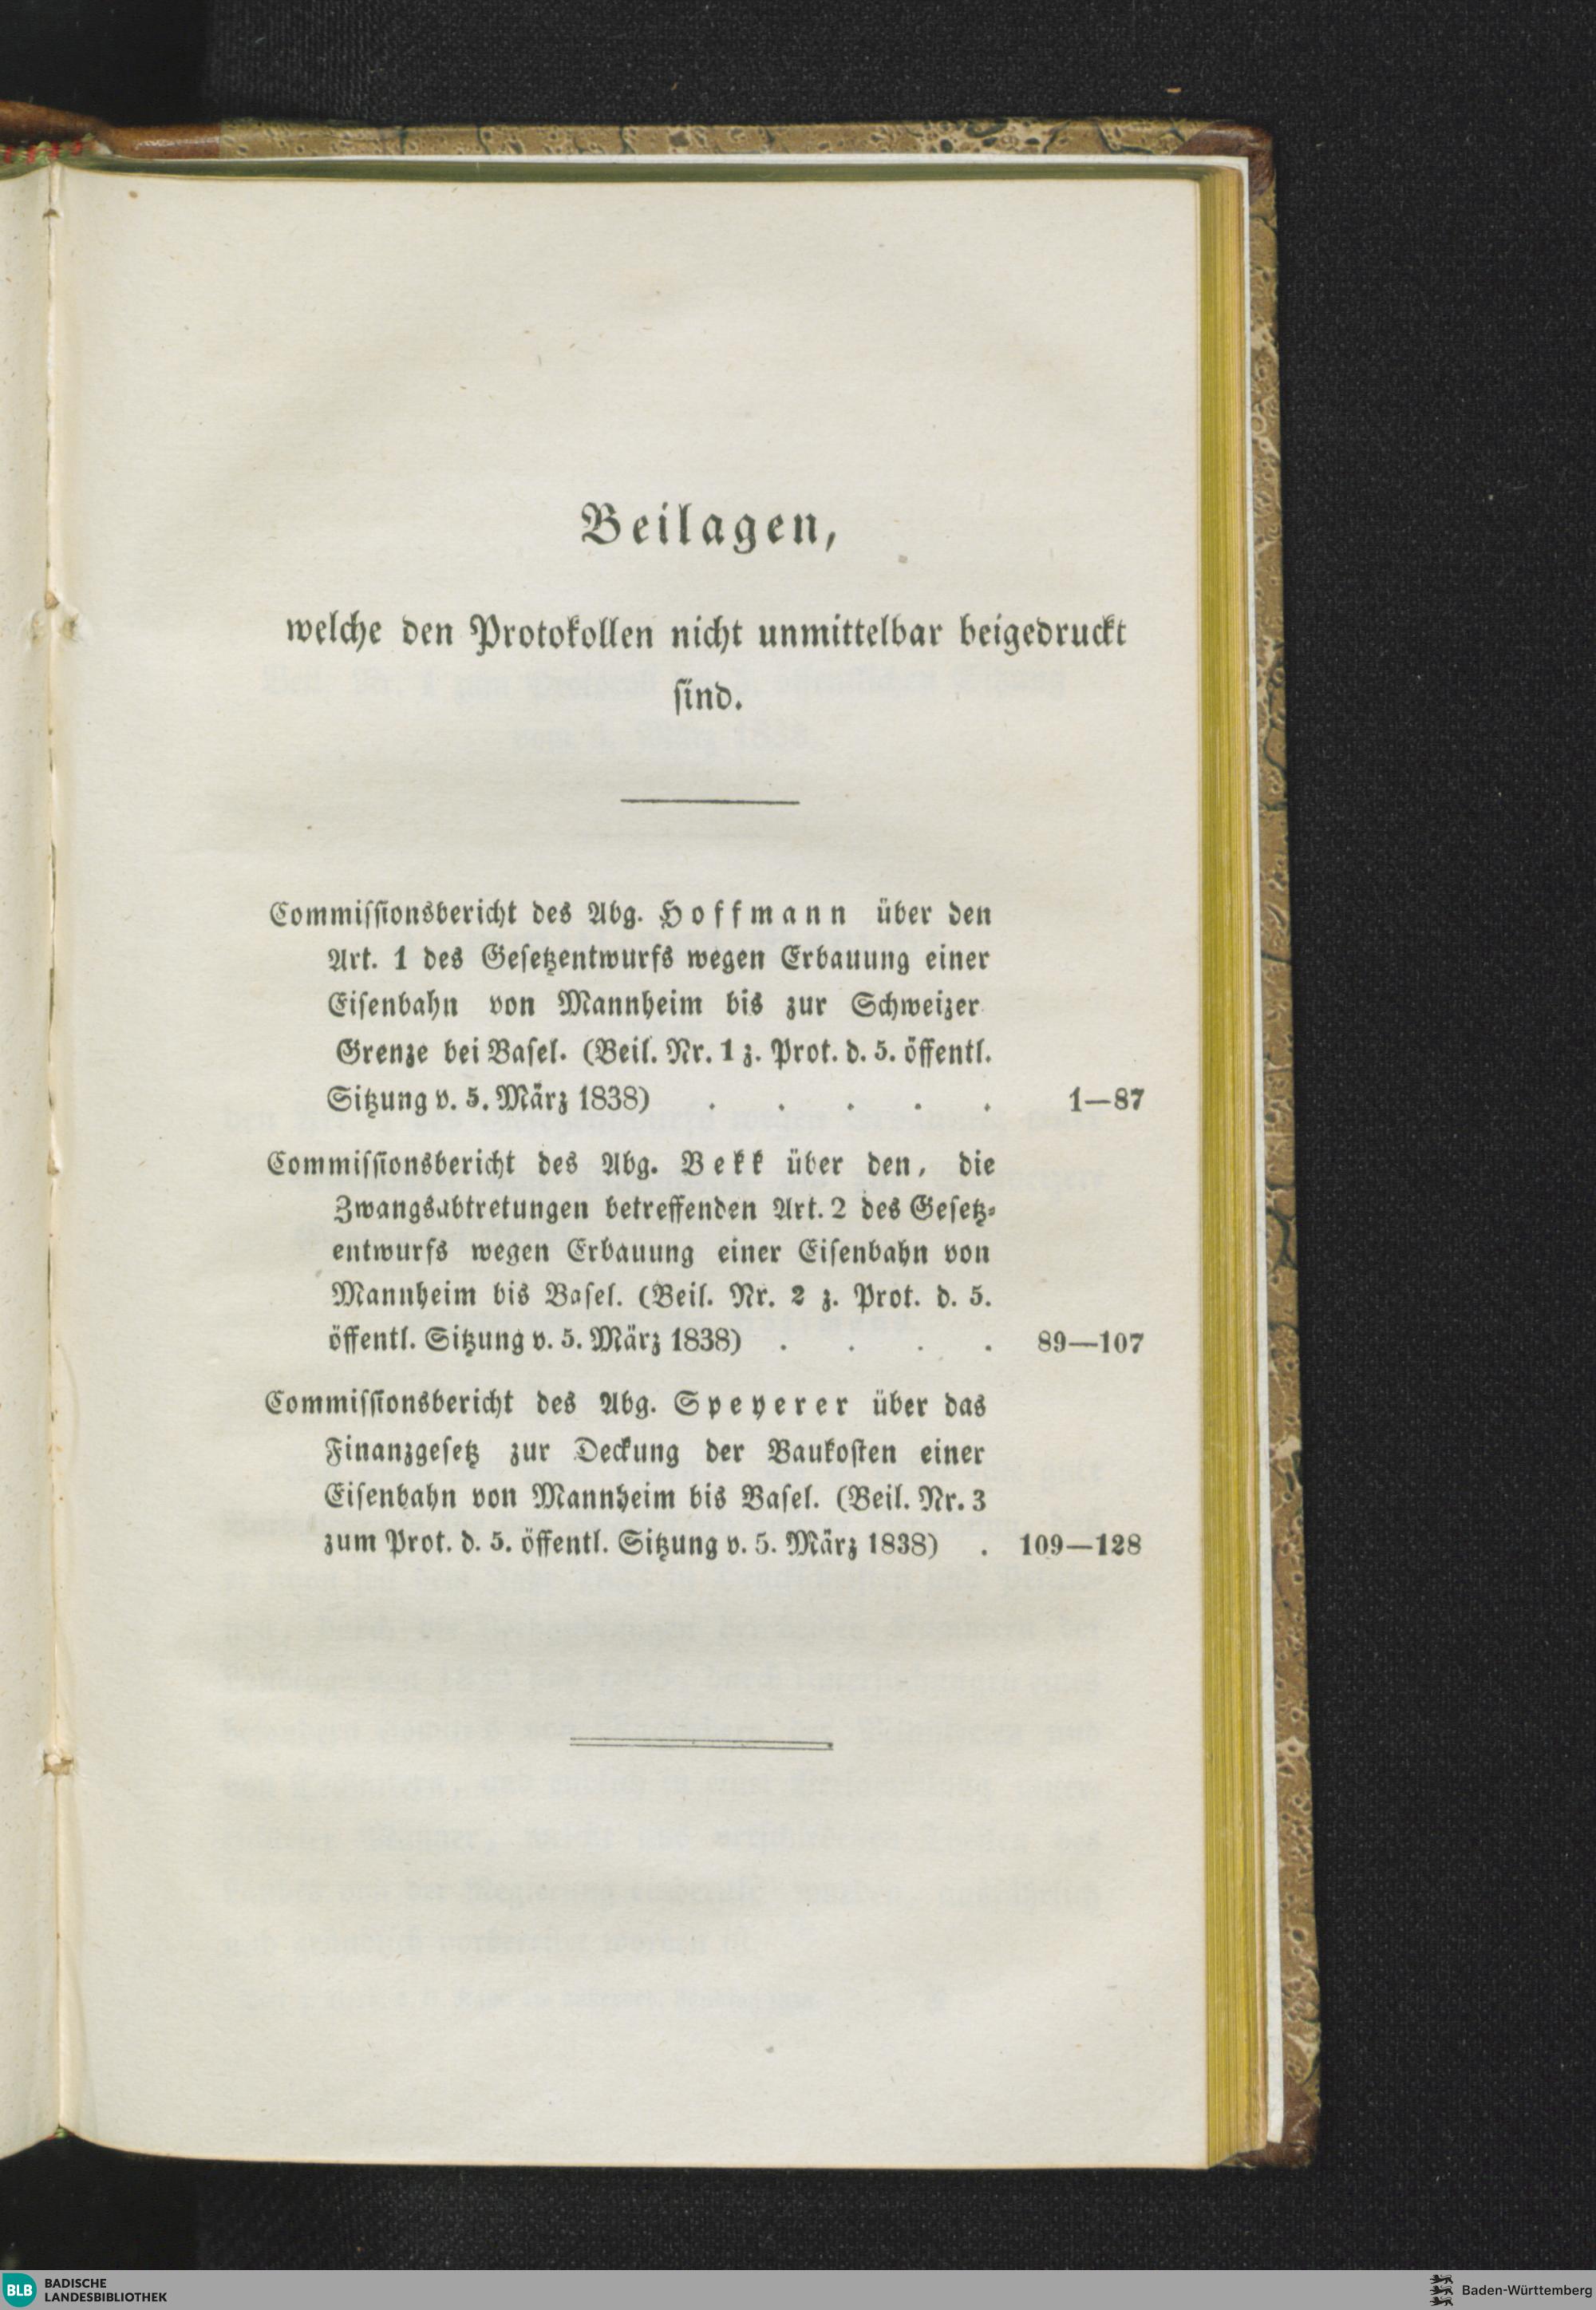 Beilagen,
welche den Protokollen nicht unmittelbar beigedruckt
sind.
Commissionsbericht des Abg. Hoffmann über den
Art. 1 des Gesetzentwurfs wegen Erbauung einer
Eisenbahn von Mannheim bis zur Schweizer
Grenze bei Basel. (Beil. Nr. 1 z. Prot. d. 5. öffentl.
Sitzung v. 5. März 1838) . . . . . 1—87
Commissionsbericht des Abg. Bekk über den, die
Zwangsabtretungen betreffenden Art. 2 des Gesetz-
entwurfs wegen Erbauung einer Eisenbahn von
Mannheim bis Basel. (Beil. Nr. 2 z. Prot. d. 5.
öffentl. Sitzung v. 5. März 1838) . . . . 89—107
Commissionsbericht des Abg. Speyerer über das
Finanzgesetz zur Deckung der Baukosten einer
Eisenbahn von Mannheim bis Basel. (Beil. Nr. 3
zum Prot. d. 5. öffentl. Sitzung v. 5. März 1838) . 109—128
BLB BADISCHE
LANDESBIBLIOTHEK
Baden-Württemberg